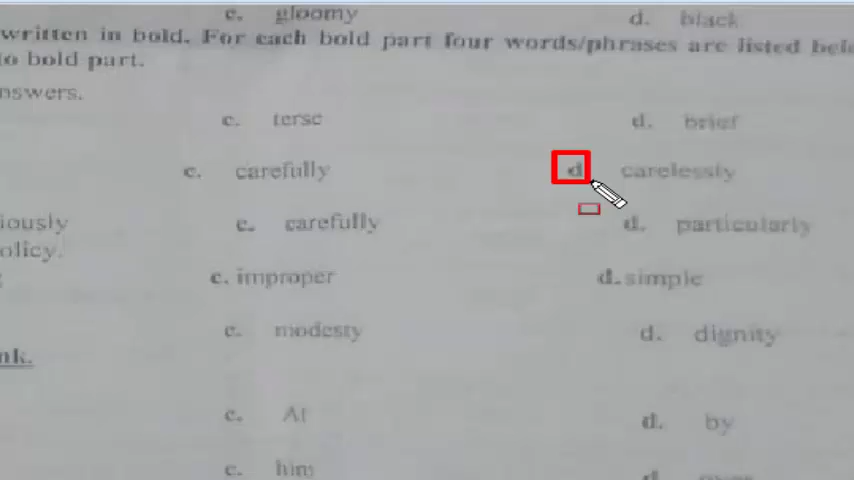 c. gloomy d. black
written in bold. For each bold part four words/phrases are listed
to bold part.
nswers.
c. terse d. brief
c. carefully d carelessly
iously c. carefully d. particularly
olicy.
c. improper d. simple
c. modesty d. dignity
nk.
c. At d. by
c. him d.